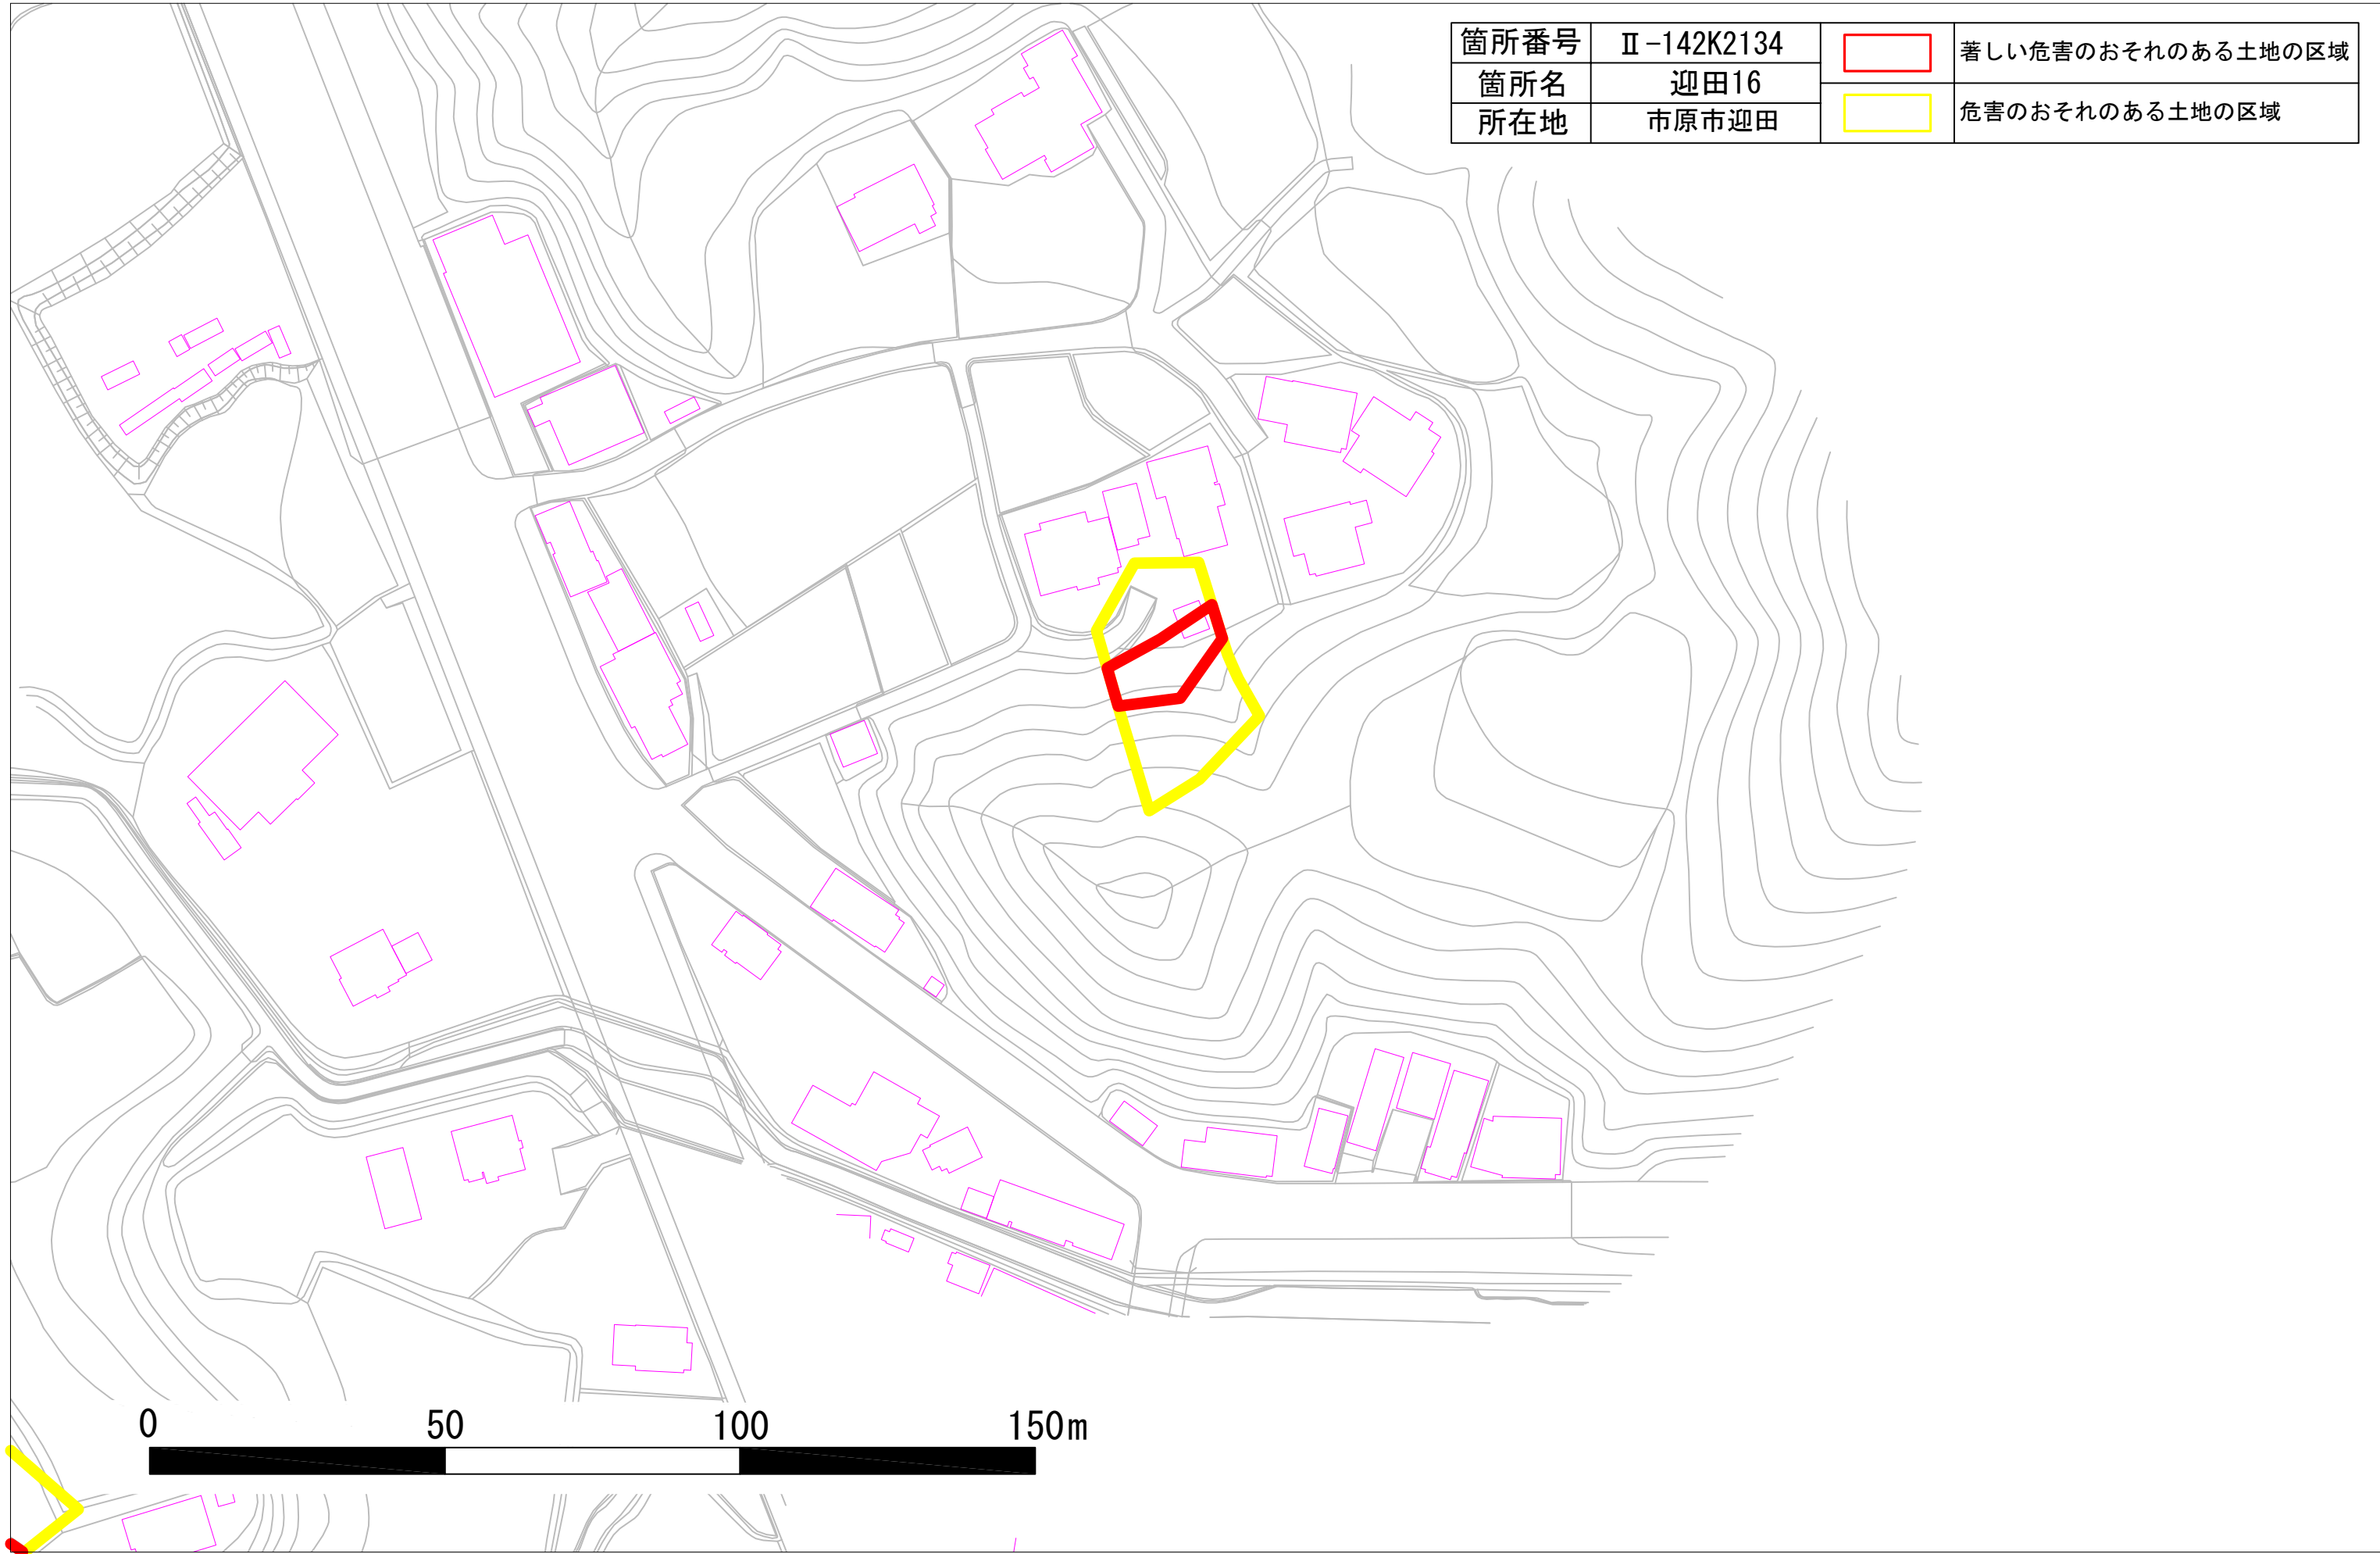 箇所番号 Ⅱ-142K2134
箇所名 迎田16
所在地 市原市迎田
著しい危害のおそれのある土地の区域
危害のおそれのある土地の区域
0 50 100 150m